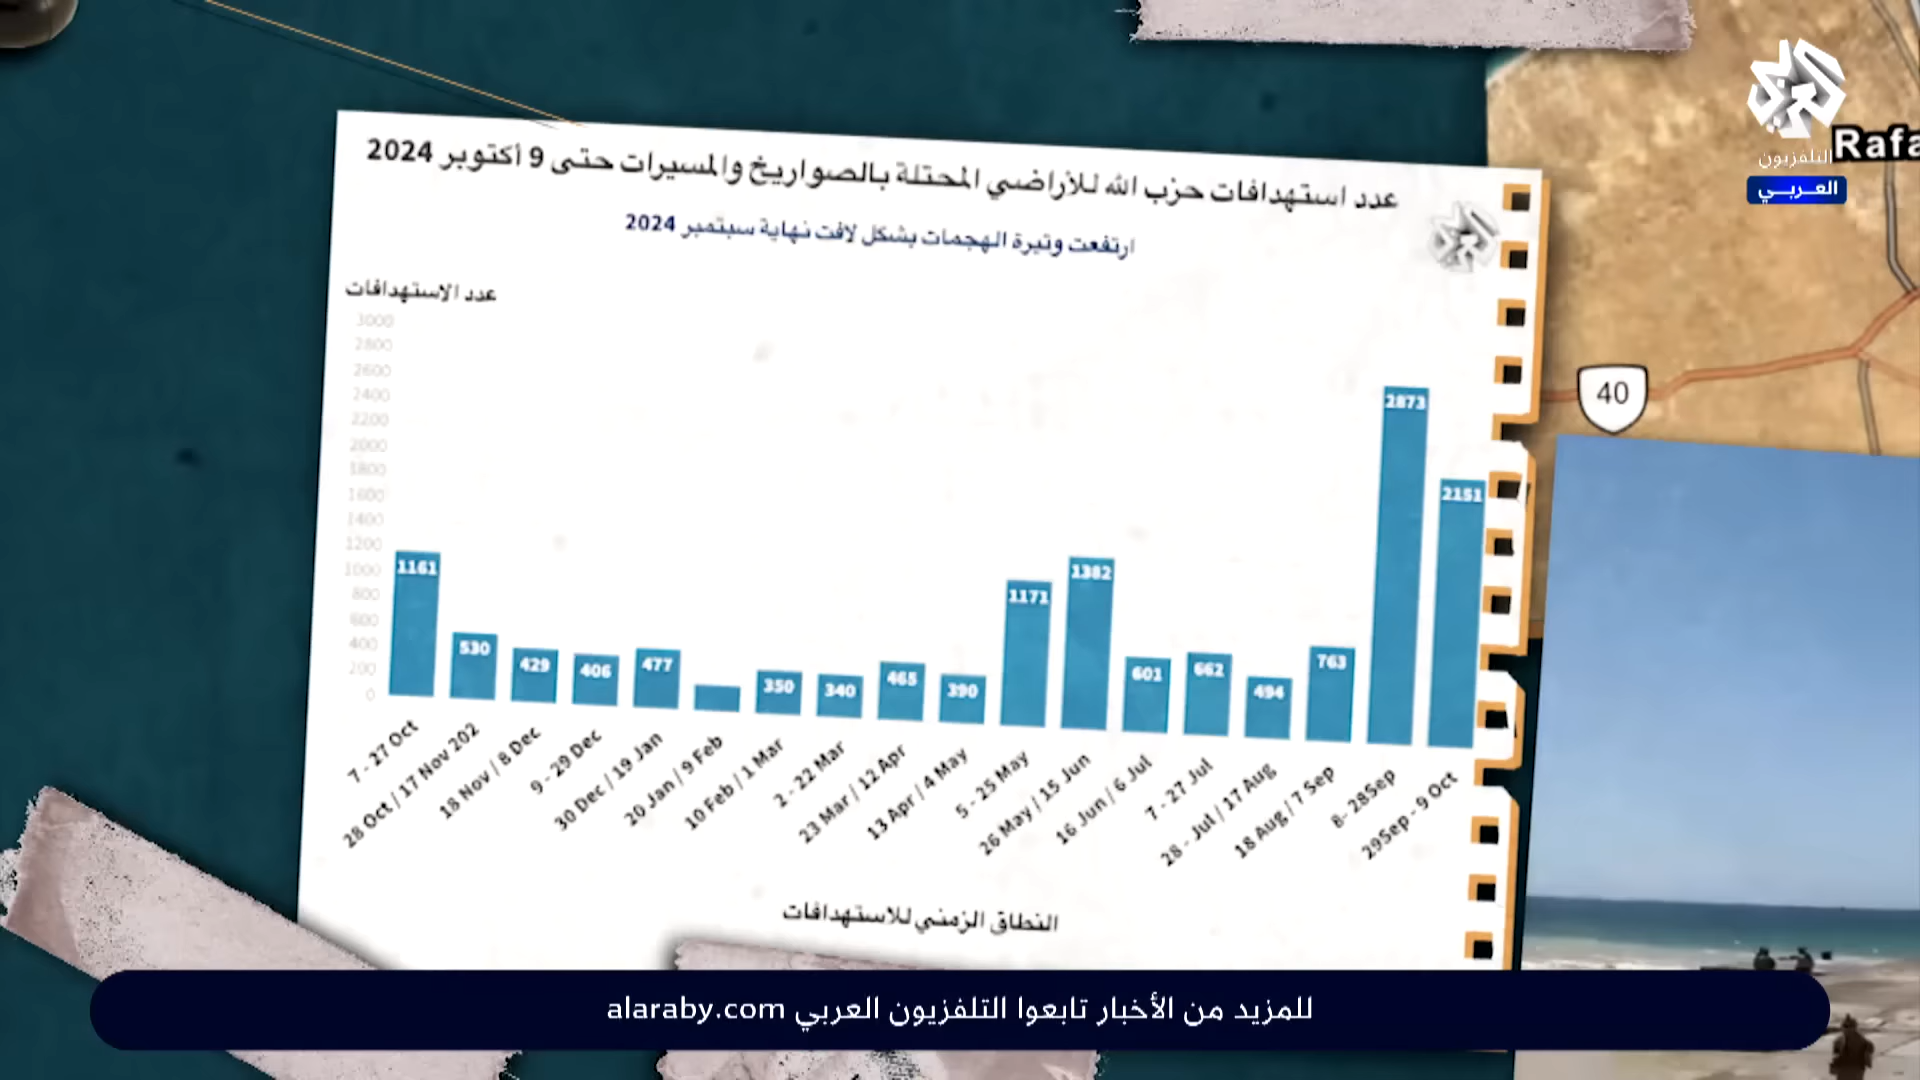 عدد استهدافات حزب الله للأراضي المحتلة بالصواريخ والمسيرات حتى 9 أكتوبر 2024
ارتفعت وتيرة الهجمات بشكل لافت نهاية سبتمبر 2024
عدد الاستهدافات
3000
2800
2600
2400
2200
2000
1800
1600
1400
1200
1000
800
600
400
200
0
1161
530
429
406
477
350
340
465
390
1171
1382
601
662
494
763
2873
2151
7 - 27 Oct
28 Oct / 17 Nov 202
18 Nov / 8 Dec
9 - 29 Dec
30 Dec / 19 Jan
20 Jan / 9 Feb
10 Feb / 1 Mar
2 - 22 Mar
23 Mar / 12 Apr
13 Apr / 4 May
5 - 25 May
26 May / 15 Jun
16 Jun / 6 Jul
7 - 27 Jul
28 - Jul / 17 Aug
18 Aug / 7 Sep
8- 28Sep
29Sep - 9 Oct
النطاق الزمني للاستهدافات
Rafa
40
التلفزيون
العربي
للمزيد من الأخبار تابعوا التلفزيون العربي alaraby.com